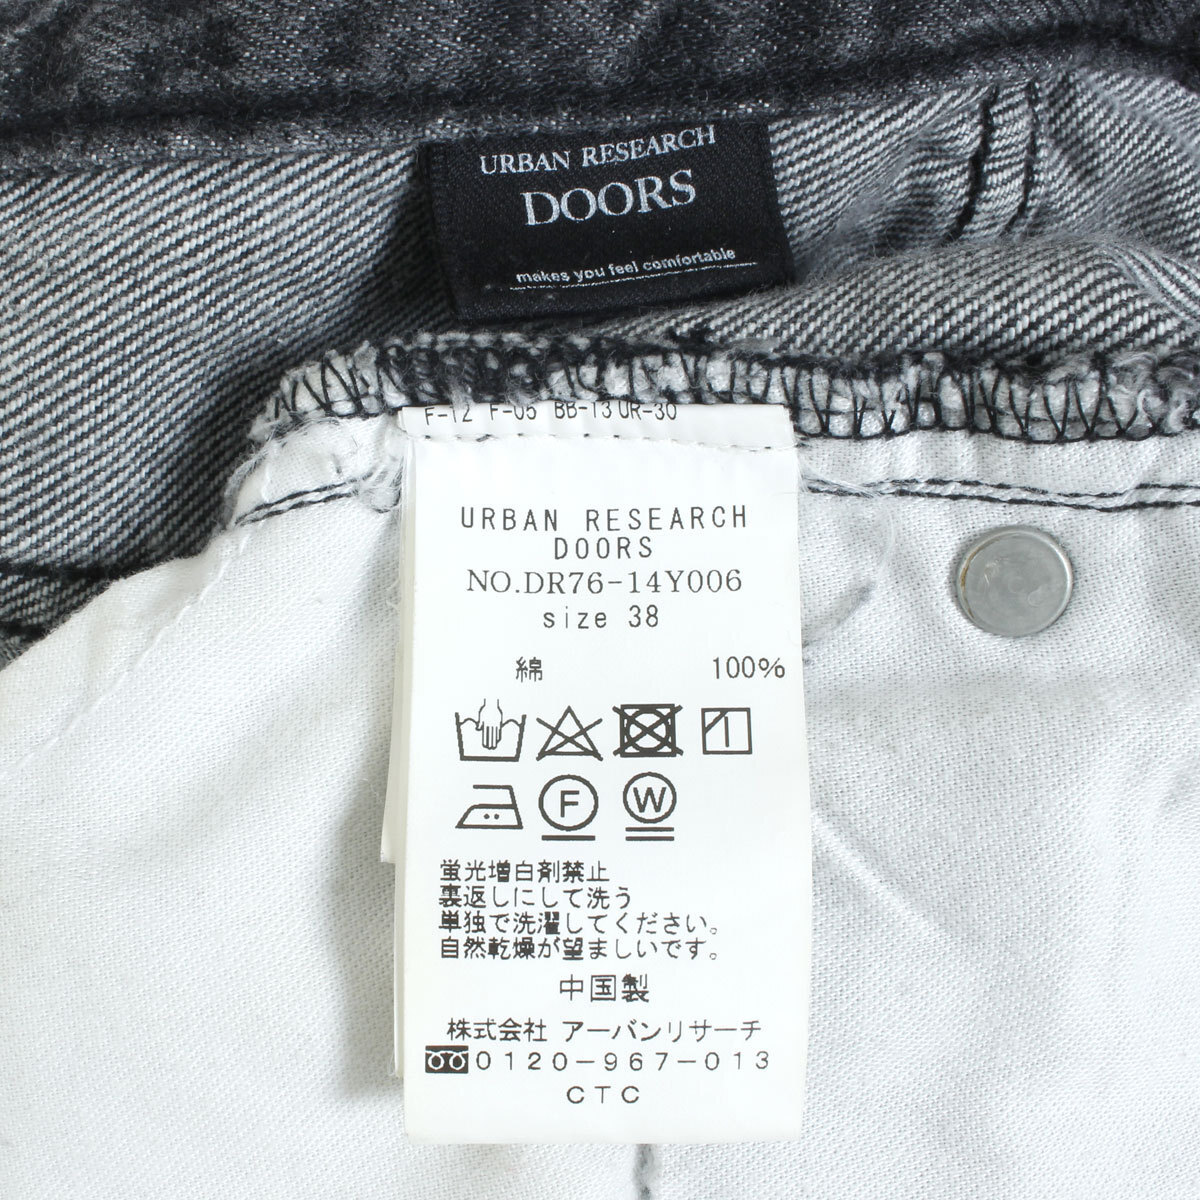 URBAN RESEARCH
DOORS
makes you feel comfortable
F-12 F-05 BB-13 UR-30
URBAN RESEARCH
DOORS
NO.DR76-14Y006
size 38
綿 100%
F W
蛍光増白剤禁止
裏返しにして洗う
単独で洗濯してください。
自然乾燥が望ましいです。
中国製
株式会社 アーバンリサーチ
0120-967-013
CTC